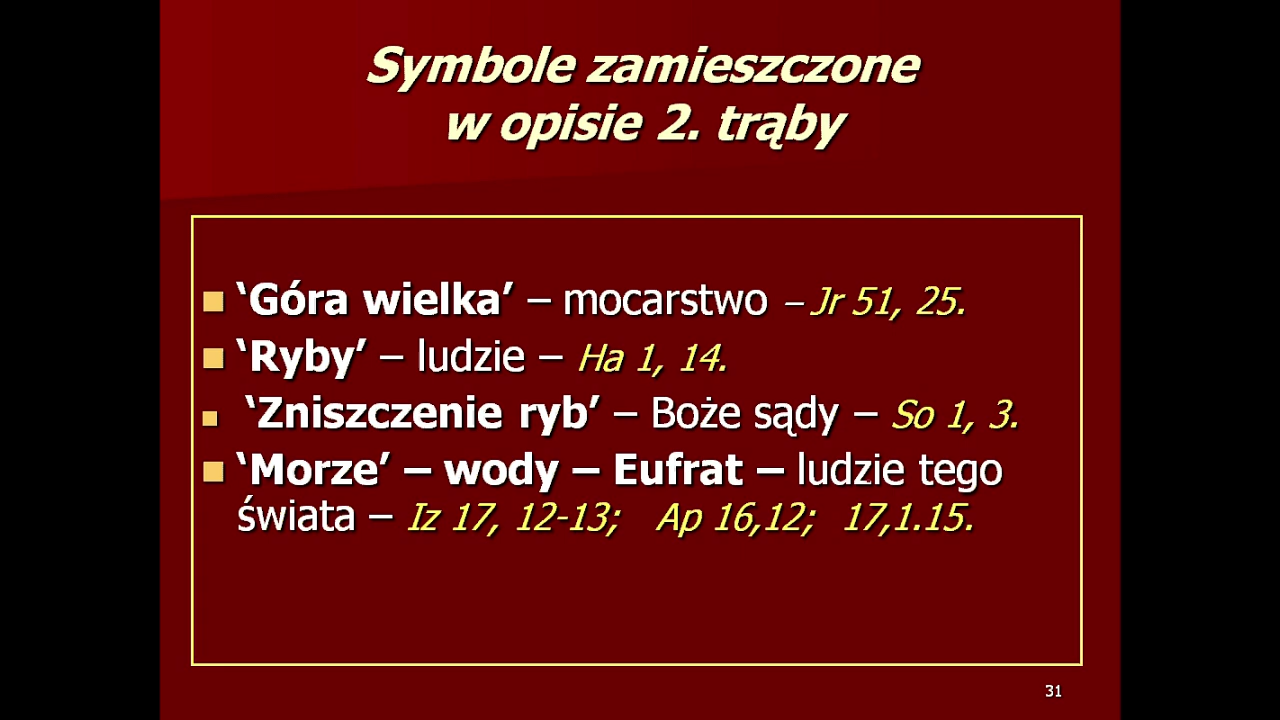 Symbole zamieszczone
w opisie 2. trąby
‘Góra wielka’ – mocarstwo – Jr 51, 25.
‘Ryby’ – ludzie – Ha 1, 14.
‘Zniszczenie ryb’ – Boże sądy – So 1, 3.
‘Morze’ – wody – Eufrat – ludzie tego
świata – Iz 17, 12-13; Ap 16,12; 17,1.15.
31